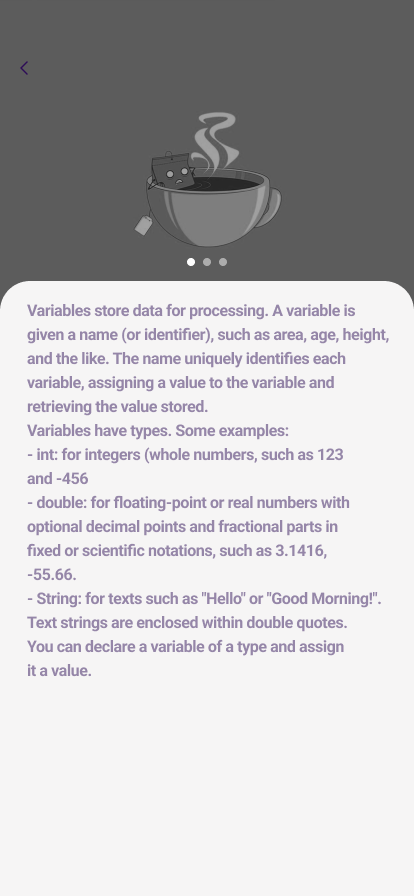 Variables store data for processing. A variable is
given a name (or identifier), such as area, age, height,
and the like. The name uniquely identifies each
variable, assigning a value to the variable and
retrieving the value stored.
Variables have types. Some examples:
- int: for integers (whole numbers, such as 123
and -456
- double: for floating-point or real numbers with
optional decimal points and fractional parts in
fixed or scientific notations, such as 3.1416,
-55.66.
- String: for texts such as "Hello" or "Good Morning!".
Text strings are enclosed within double quotes.
You can declare a variable of a type and assign
it a value.